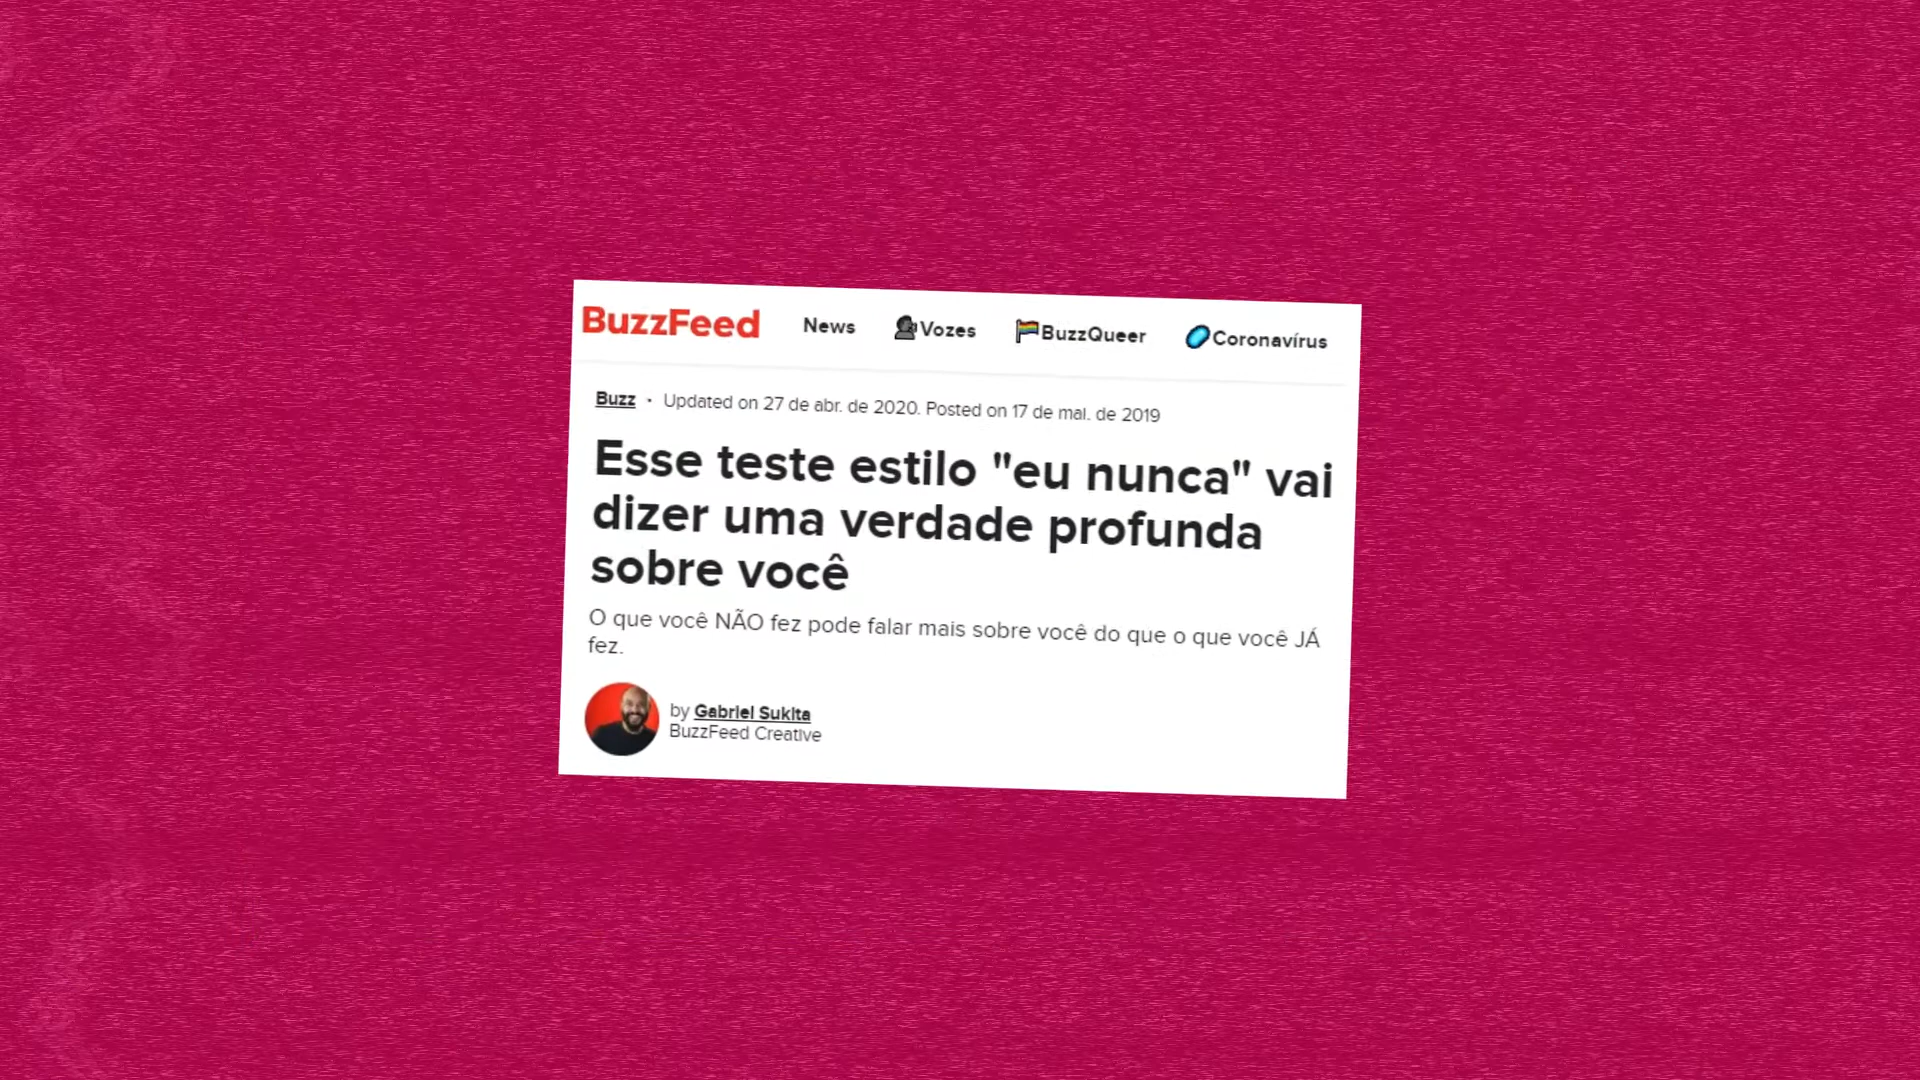 BuzzFeed News Vozes BuzzQueer Coronavírus
Buzz • Updated on 27 de abr. de 2020. Posted on 17 de mai. de 2019
Esse teste estilo "eu nunca" vai
dizer uma verdade profunda
sobre você
O que você NÃO fez pode falar mais sobre você do que o que você JÁ
fez.
by Gabriel Sukita
BuzzFeed Creative